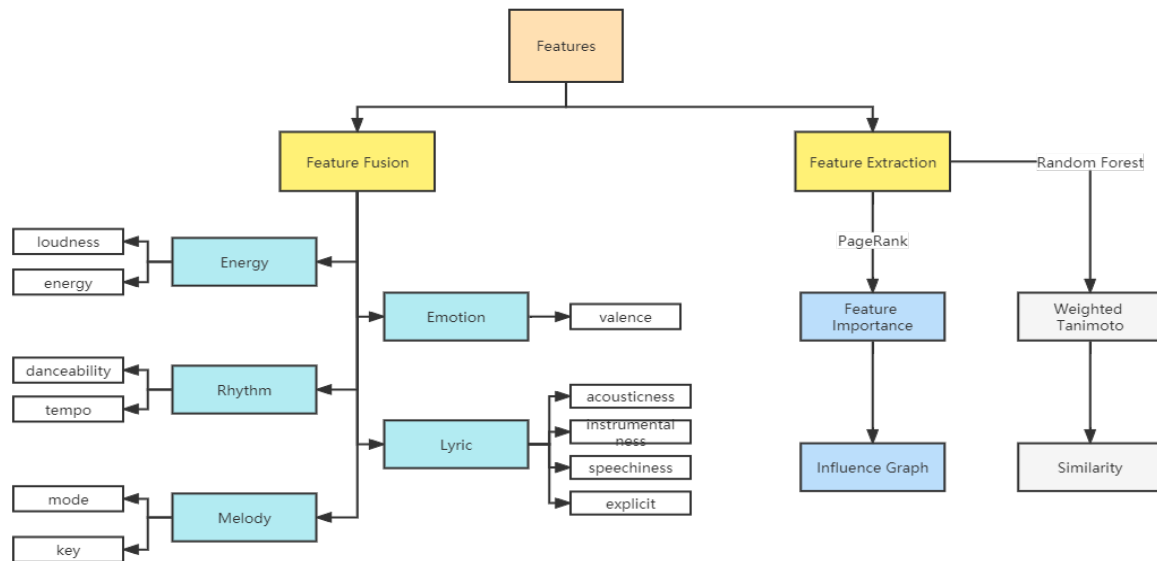 Features
Feature Fusion
Feature Extraction
Random Forest
PageRank
loudness
energy
Energy
Emotion
valence
Feature
Importance
Weighted
Tanimoto
danceability
tempo
Rhythm
Lyric
acousticness
instrumental
ness
speechiness
explicit
Influence Graph
Similarity
mode
key
Melody